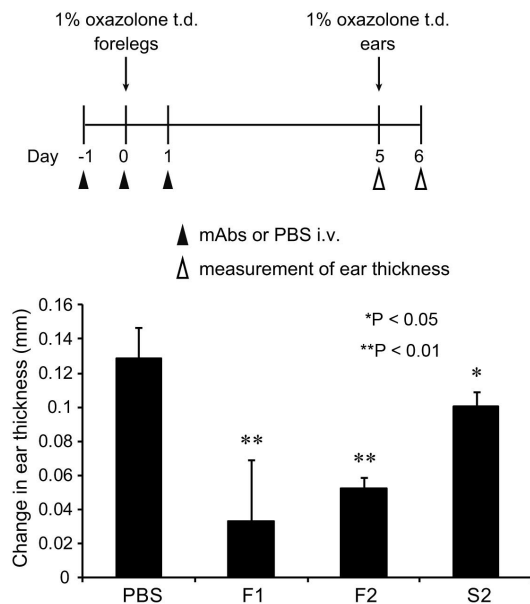 1% oxazolone t.d. 1% oxazolone t.d.
forelegs ears
Day -1 0 1 5 6
mAbs or PBS i.v.
measurement of ear thickness
Change in ear thickness (mm)
0.16
0.14
0.12
0.1
0.08
0.06
0.04
0.02
0
*P < 0.05
**P < 0.01
**
**
*
PBS F1 F2 S2